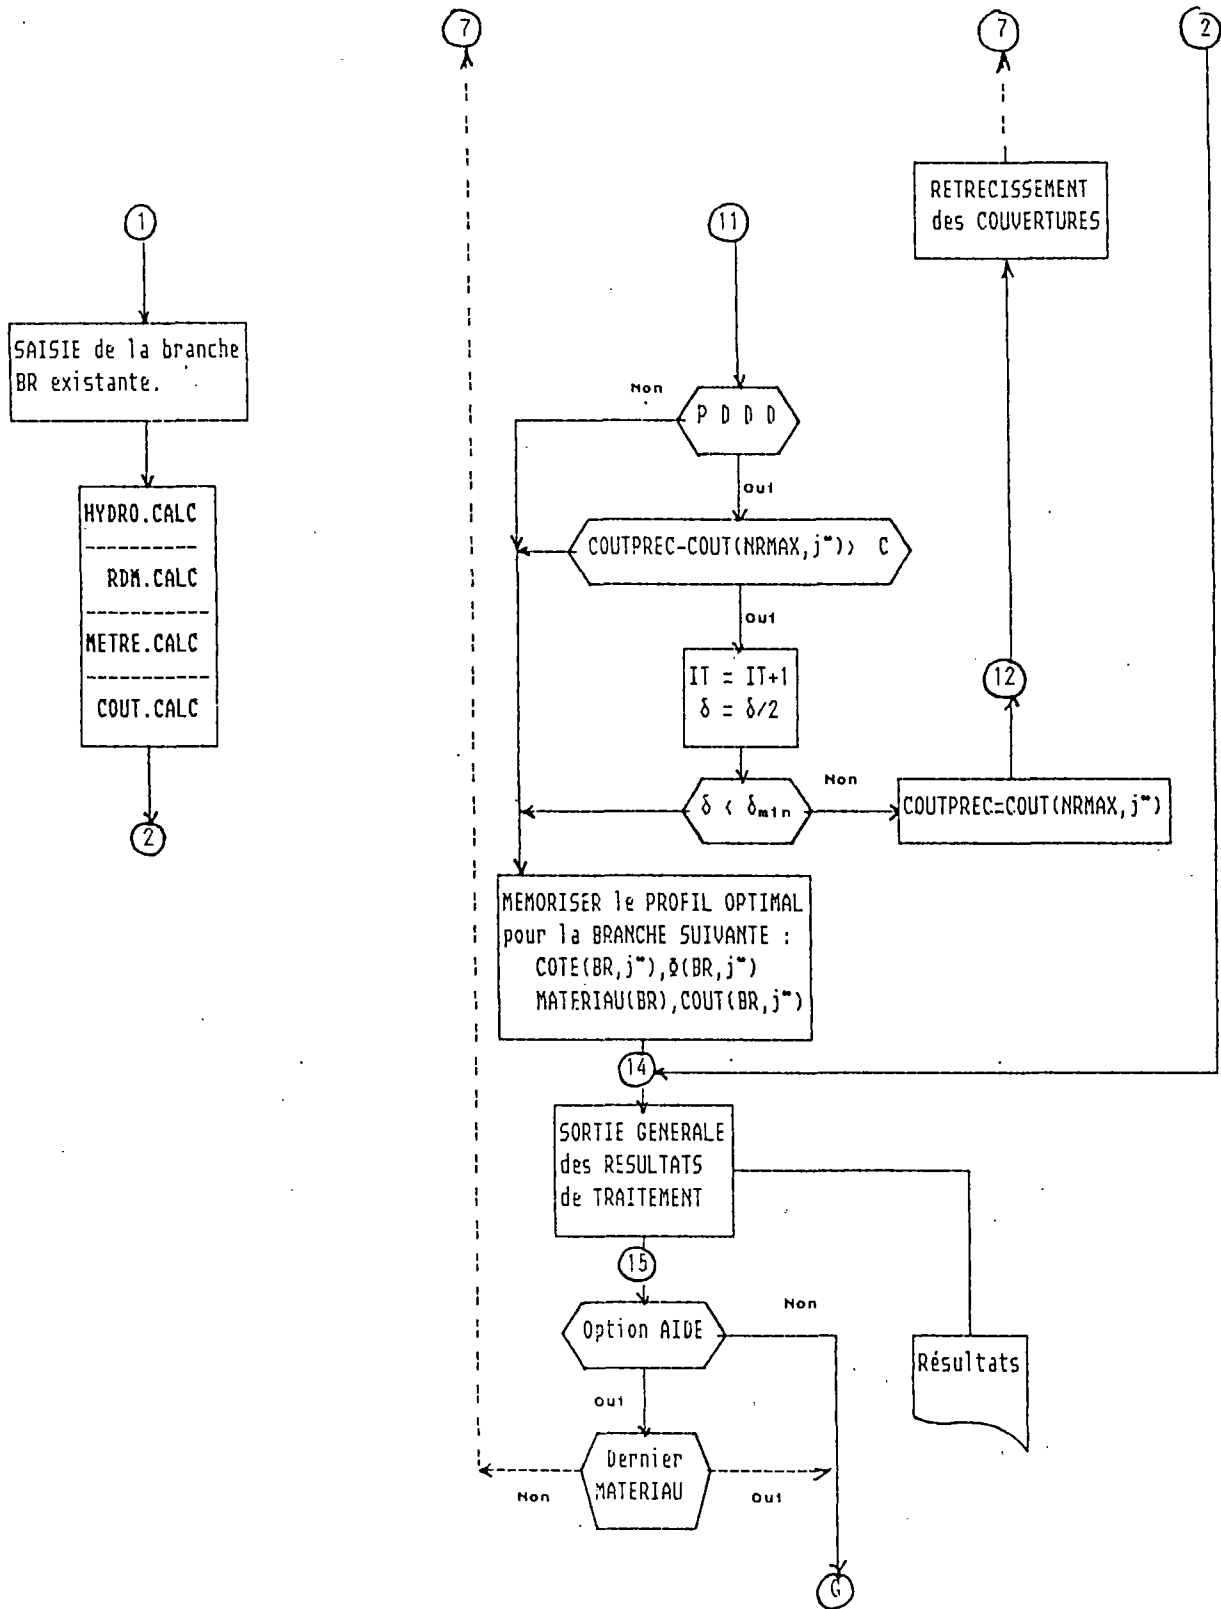 7
7
2
RETRECISSEMENT
des COUVERTURES
1
11
SAISIE de la branche
BR existante.
Non
P D D D
Oui
HYDRO.CALC
RDM.CALC
METRE.CALC
COUT.CALC
2
COUTPREC-COUT(NRMAX,j*)> C
Oui
IT = IT+1
δ = δ/2
12
δ < δmin
Non
COUTPREC=COUT(NRMAX,j*)
MEMORISER le PROFIL OPTIMAL
pour la BRANCHE SUIVANTE :
COTE(BR,j*),Φ(BR,j*)
MATERIAU(BR),COUT(BR,j*)
14
SORTIE GENERALE
des RESULTATS
de TRAITEMENT
15
Option AIDE
Non
Résultats
Oui
Dernier
MATERIAU
Non
Oui
G